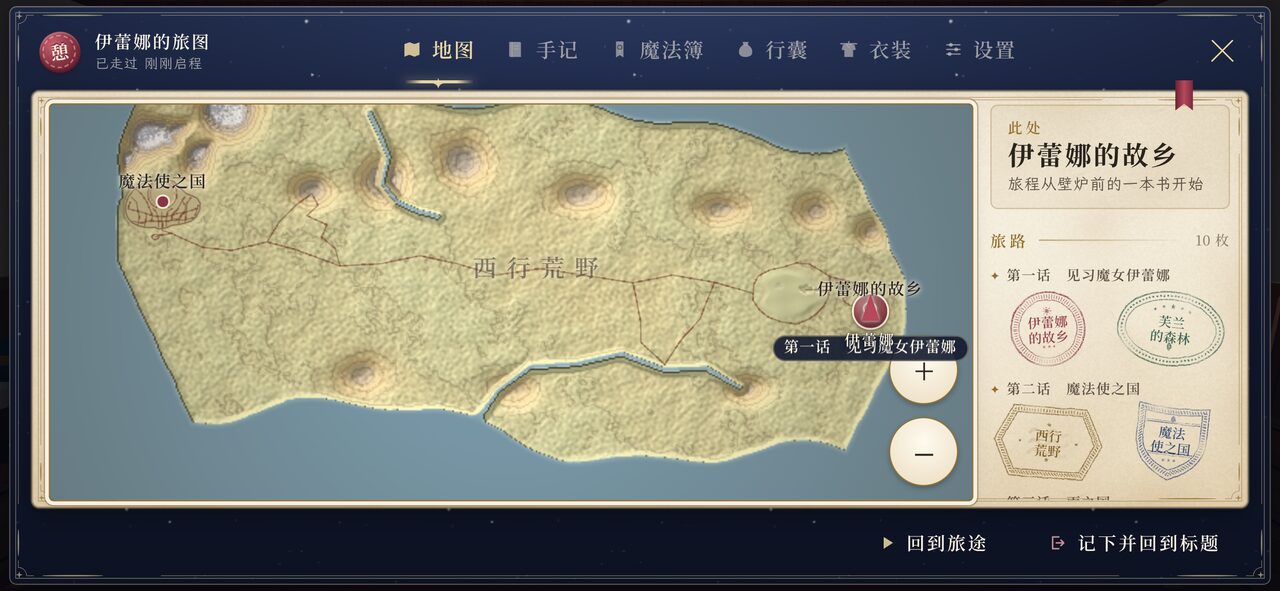 憩
伊蕾娜的旅图
已走过 刚刚启程
地图
手记
魔法簿
行囊
衣装
设置
魔法使之国
西行荒野
伊蕾娜的故乡
伊蕾娜
第一话 见习魔女伊蕾娜
+
−
此处
伊蕾娜的故乡
旅程从壁炉前的一本书开始
旅路
10 枚
第一话 见习魔女伊蕾娜
伊蕾娜
的故乡
芙兰
的森林
第二话 魔法使之国
西行
荒野
魔法
使之国
回到旅途
记下并回到标题